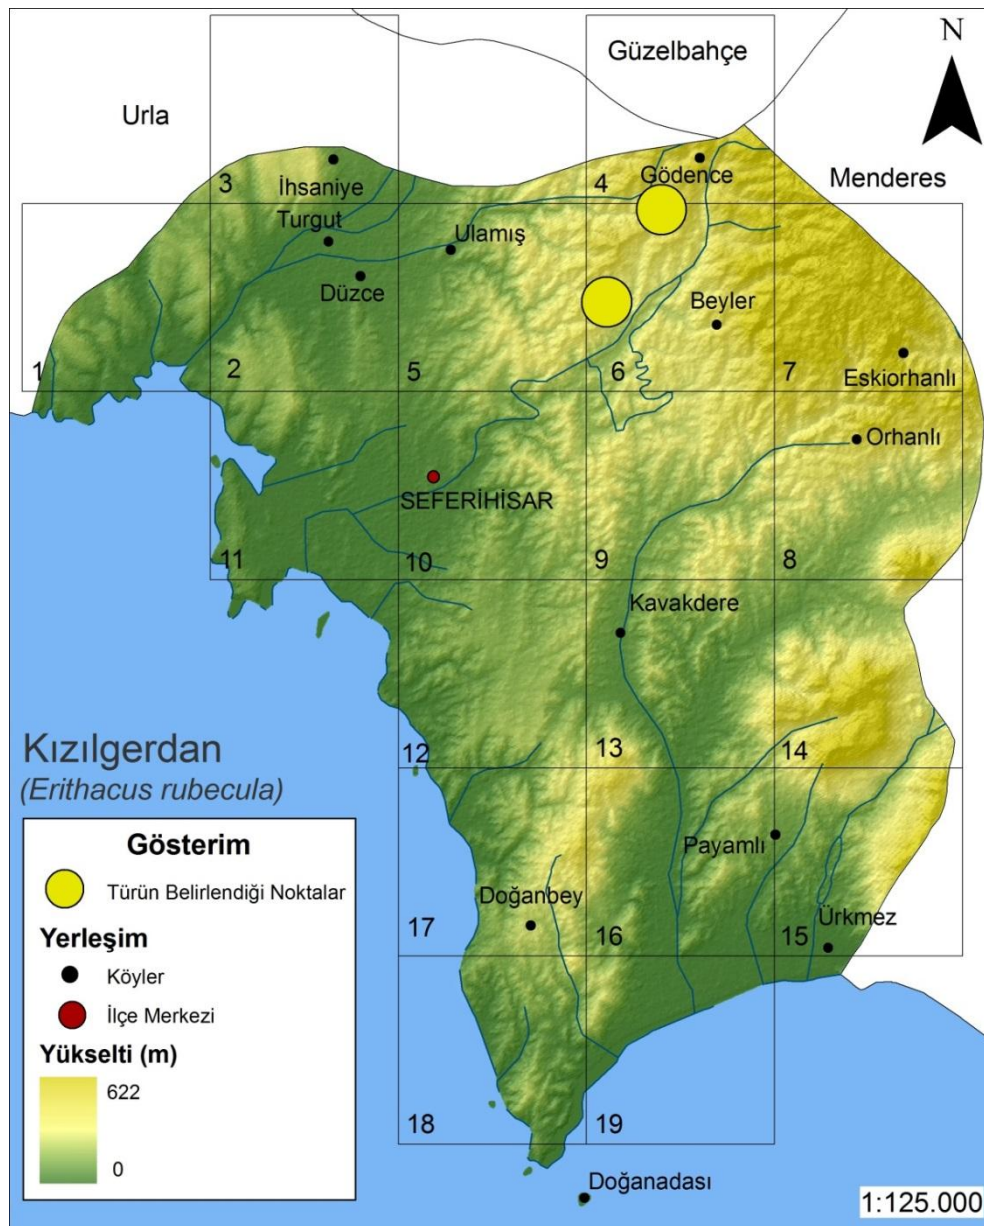 N
Güzelbahçe
Urla
Menderes
3
4
İhsaniye
Gödence
Turgut
Ulamış
Düzce
Beyler
1
2
5
6
7
Eskiorhanlı
Orhanlı
SEFERİHİSAR
11
10
9
8
Kavakdere
12
13
14
Kızılgerdan
(Erithacus rubecula)
Payamlı
Doğanbey
Ürkmez
17
16
15
Gösterim
Türün Belirlendiği Noktalar
Yerleşim
Köyler
İlçe Merkezi
Yükselti (m)
622
0
18
19
Doğanadası
1:125.000